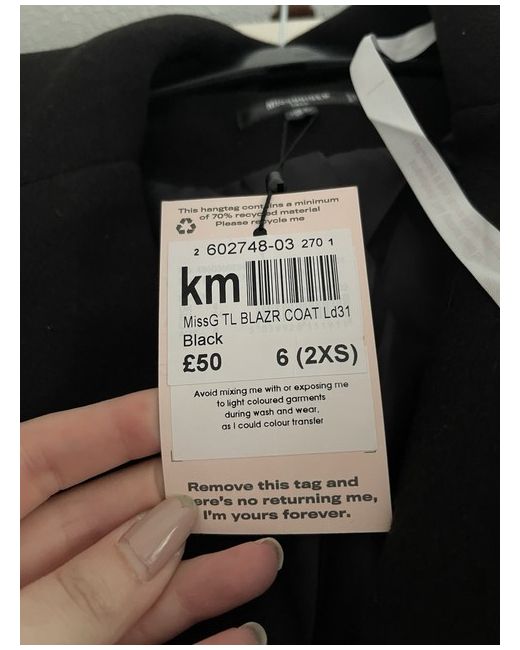 This hangtag contains a minimum
of 70% recycled material
Please recycle me
2 602748-03 270 1
km
MissG TL BLAZR COAT Ld31
Black
£50 6 (2XS)
Avoid mixing me with or exposing me
to light coloured garments
during wash and wear,
as I could colour transfer
Remove this tag and
ere's no returning me,
I'm yours forever.